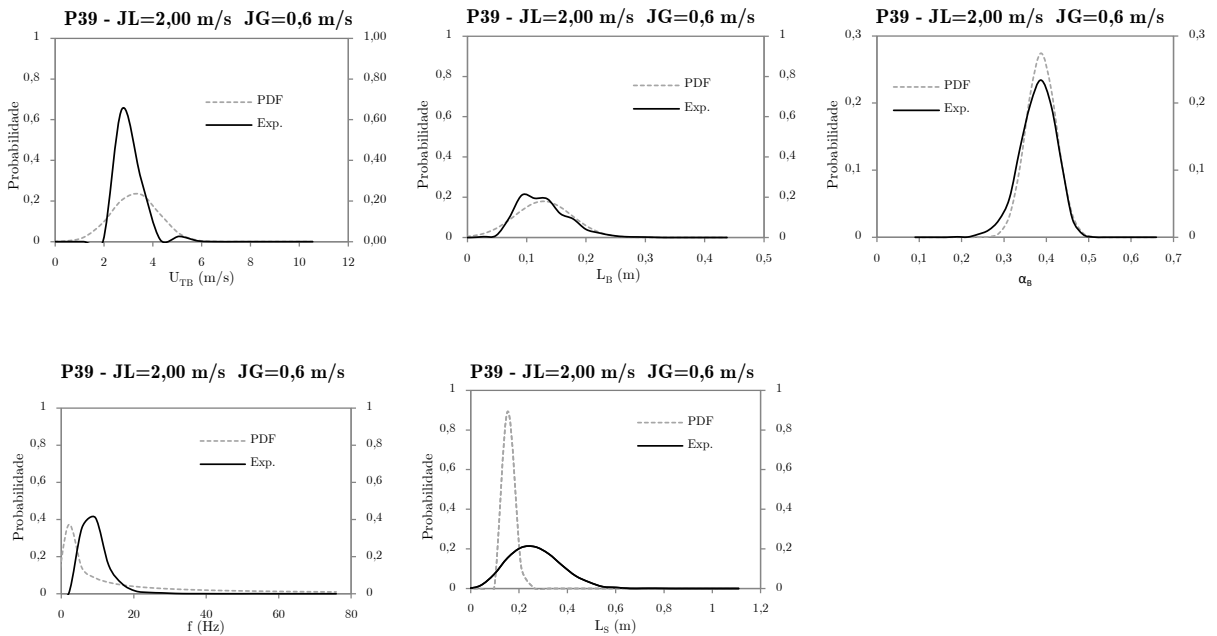 P39 - JL=2,00 m/s JG=0,6 m/s
1 1,00
0,8 0,80
0,6 0,60
0,4 0,40
0,2 0,20
0 0,00
0 2 4 6 8 10 12
Probabilidade
U_TB (m/s)
PDF
Exp.
P39 - JL=2,00 m/s JG=0,6 m/s
1 1
0,8 0,8
0,6 0,6
0,4 0,4
0,2 0,2
0 0
0 0,1 0,2 0,3 0,4 0,5
Probabilidade
L_B (m)
PDF
Exp.
P39 - JL=2,00 m/s JG=0,6 m/s
0,3 0,3
0,2 0,2
0,1 0,1
0 0
0 0,1 0,2 0,3 0,4 0,5 0,6 0,7
Probabilidade
α_B
PDF
Exp.
P39 - JL=2,00 m/s JG=0,6 m/s
1 1
0,8 0,8
0,6 0,6
0,4 0,4
0,2 0,2
0 0
0 20 40 60 80
Probabilidade
f (Hz)
PDF
Exp.
P39 - JL=2,00 m/s JG=0,6 m/s
1 1
0,8 0,8
0,6 0,6
0,4 0,4
0,2 0,2
0 0
0 0,2 0,4 0,6 0,8 1 1,2
Probabilidade
L_S (m)
PDF
Exp.